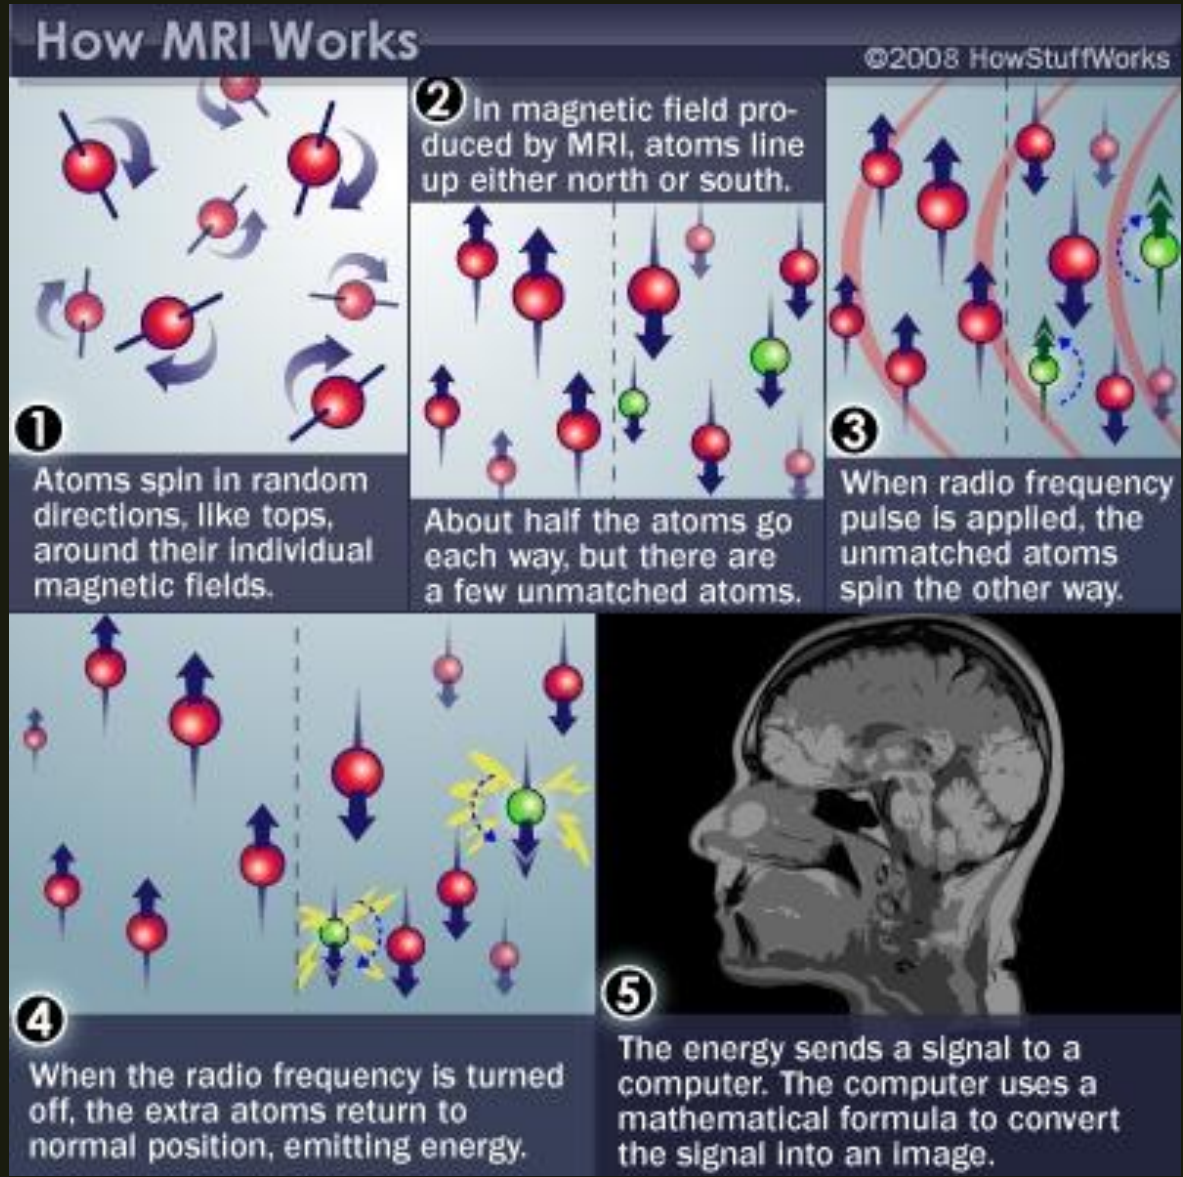 How MRI Works
©2008 HowStuffWorks
1
Atoms spin in random
directions, like tops,
around their individual
magnetic fields.
2 In magnetic field pro-
duced by MRI, atoms line
up either north or south.
About half the atoms go
each way, but there are
a few unmatched atoms.
3
When radio frequency
pulse is applied, the
unmatched atoms
spin the other way.
4
When the radio frequency is turned
off, the extra atoms return to
normal position, emitting energy.
5
The energy sends a signal to a
computer. The computer uses a
mathematical formula to convert
the signal into an image.